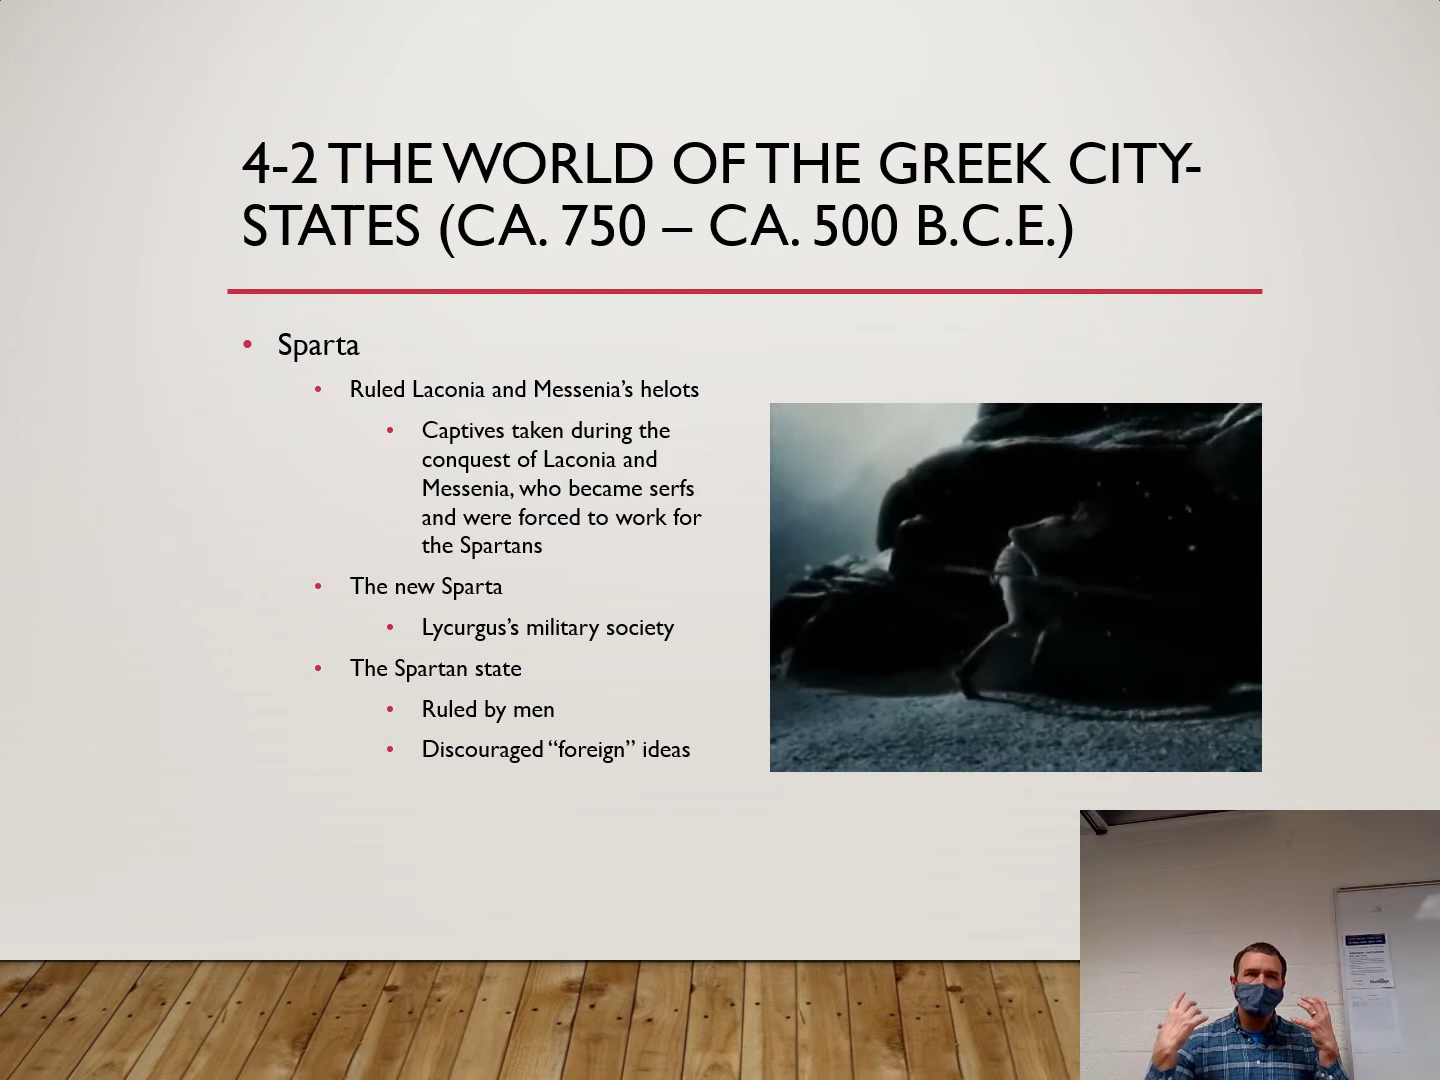 4-2 THE WORLD OF THE GREEK CITY-
STATES (CA. 750 – CA. 500 B.C.E.)
• Sparta
• Ruled Laconia and Messenia’s helots
• Captives taken during the
conquest of Laconia and
Messenia, who became serfs
and were forced to work for
the Spartans
• The new Sparta
• Lycurgus’s military society
• The Spartan state
• Ruled by men
• Discouraged “foreign” ideas